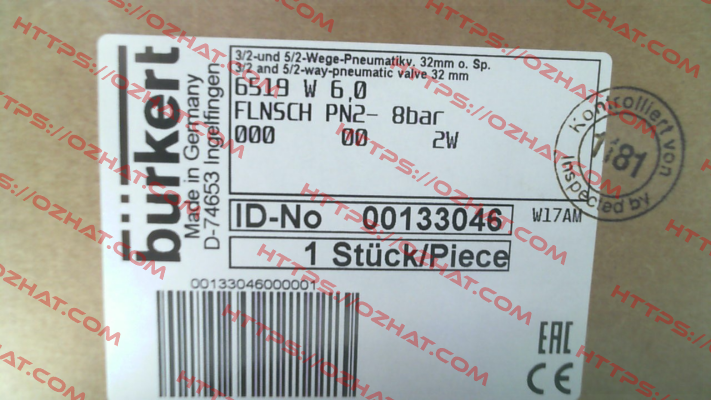 bürkert
Made in Germany
D-74653 Ingelfingen
3/2-und 5/2-Wege-Pneumatikv. 32mm o. Sp.
3/2 and 5/2-way-pneumatic valve 32 mm
6519 W 6,0
FLNSCH PN2- 8bar
000 00 2W
ID-No 00133046
W17AM
1 Stück/Piece
00133046000001
Kontrolliert von
Inspected by
EAC
CE
HTTPS://OZHAT.COM